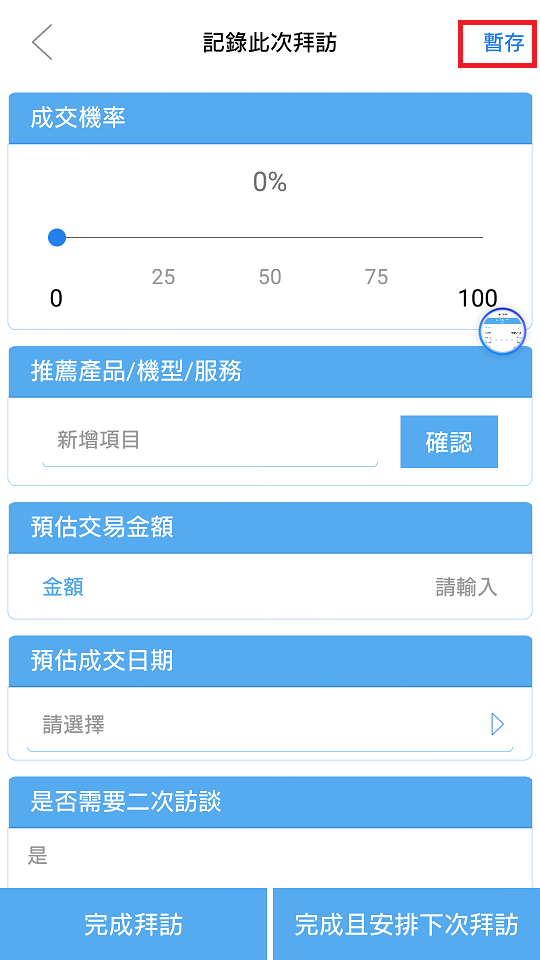 記錄此次拜訪
暫存
成交機率
0%
25 50 75
0 100
推薦產品/機型/服務
新增項目
確認
預估交易金額
金額 請輸入
預估成交日期
請選擇
是否需要二次訪談
是
完成拜訪 完成且安排下次拜訪